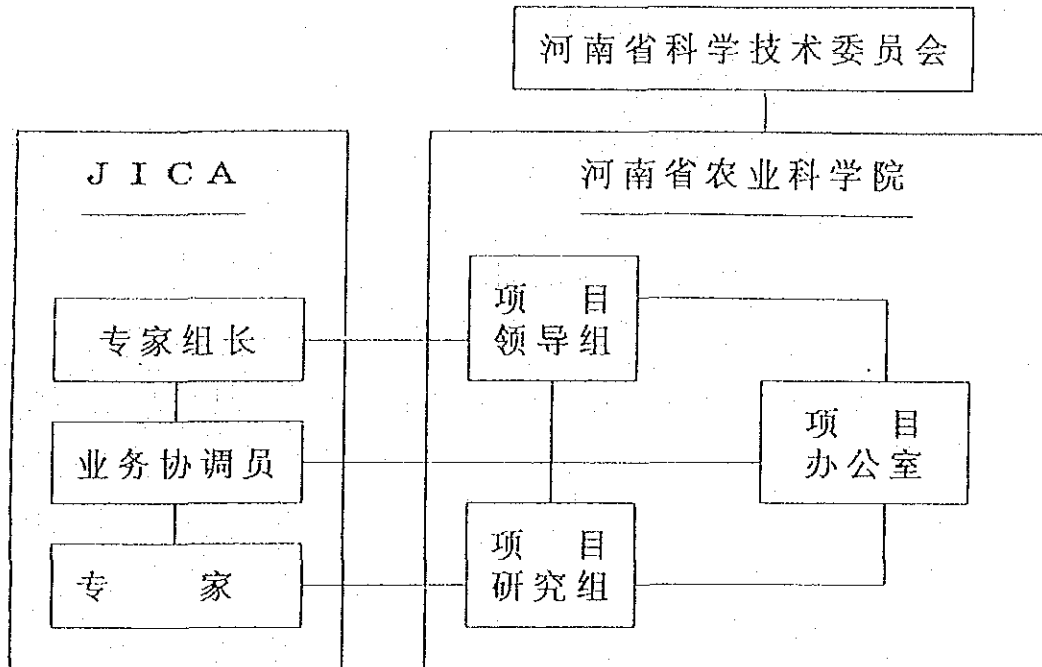 河南省科学技术委员会
JICA
河南省农业科学院
专家组长
项目
领导组
业务协调员
项目
办公室
专家
项目
研究组